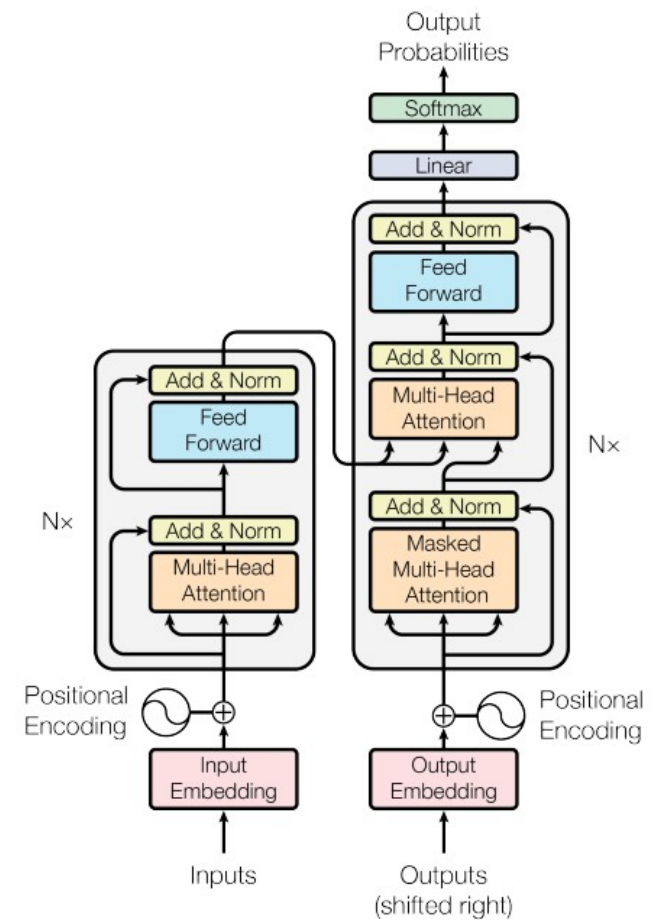 Output
Probabilities
Softmax
Linear
Add & Norm
Feed
Forward
Add & Norm
Multi-Head
Attention
Add & Norm
Masked
Multi-Head
Attention
Nx
Add & Norm
Feed
Forward
Add & Norm
Multi-Head
Attention
Nx
Positional
Encoding
Positional
Encoding
Input
Embedding
Output
Embedding
Inputs
Outputs
(shifted right)